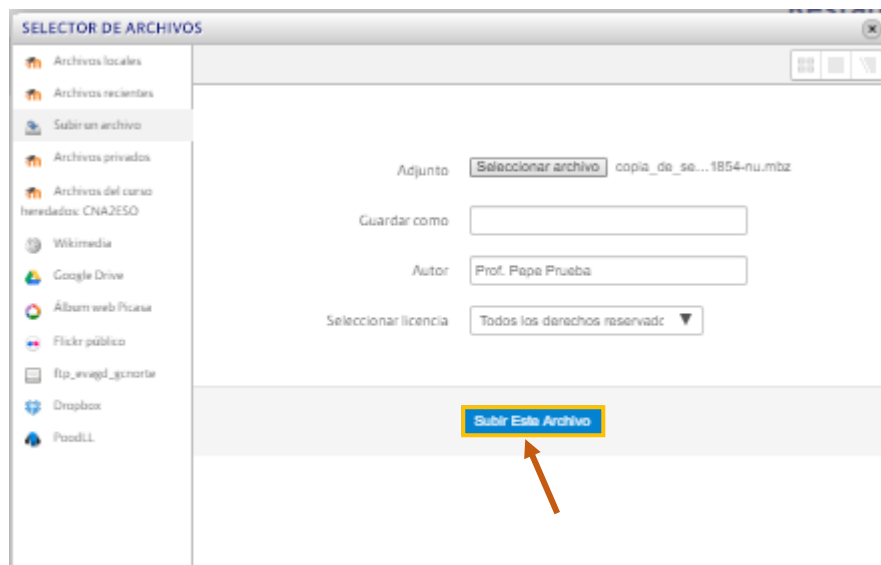 SELECTOR DE ARCHIVOS
Archivos locales
Archivos recientes
Subir un archivo
Archivos privados
Archivos del curso
heredados: CNA2ESO
Wikimedia
Google Drive
Álbum web Picasa
Flickr público
ftp_evagd_gcnorte
Dropbox
PoodLL
Adjunto Seleccionar archivo copia_de_se...1854-nu.mbz
Guardar como
Autor Prof. Pepe Prueba
Seleccionar licencia Todos los derechos reservadc
Subir Este Archivo